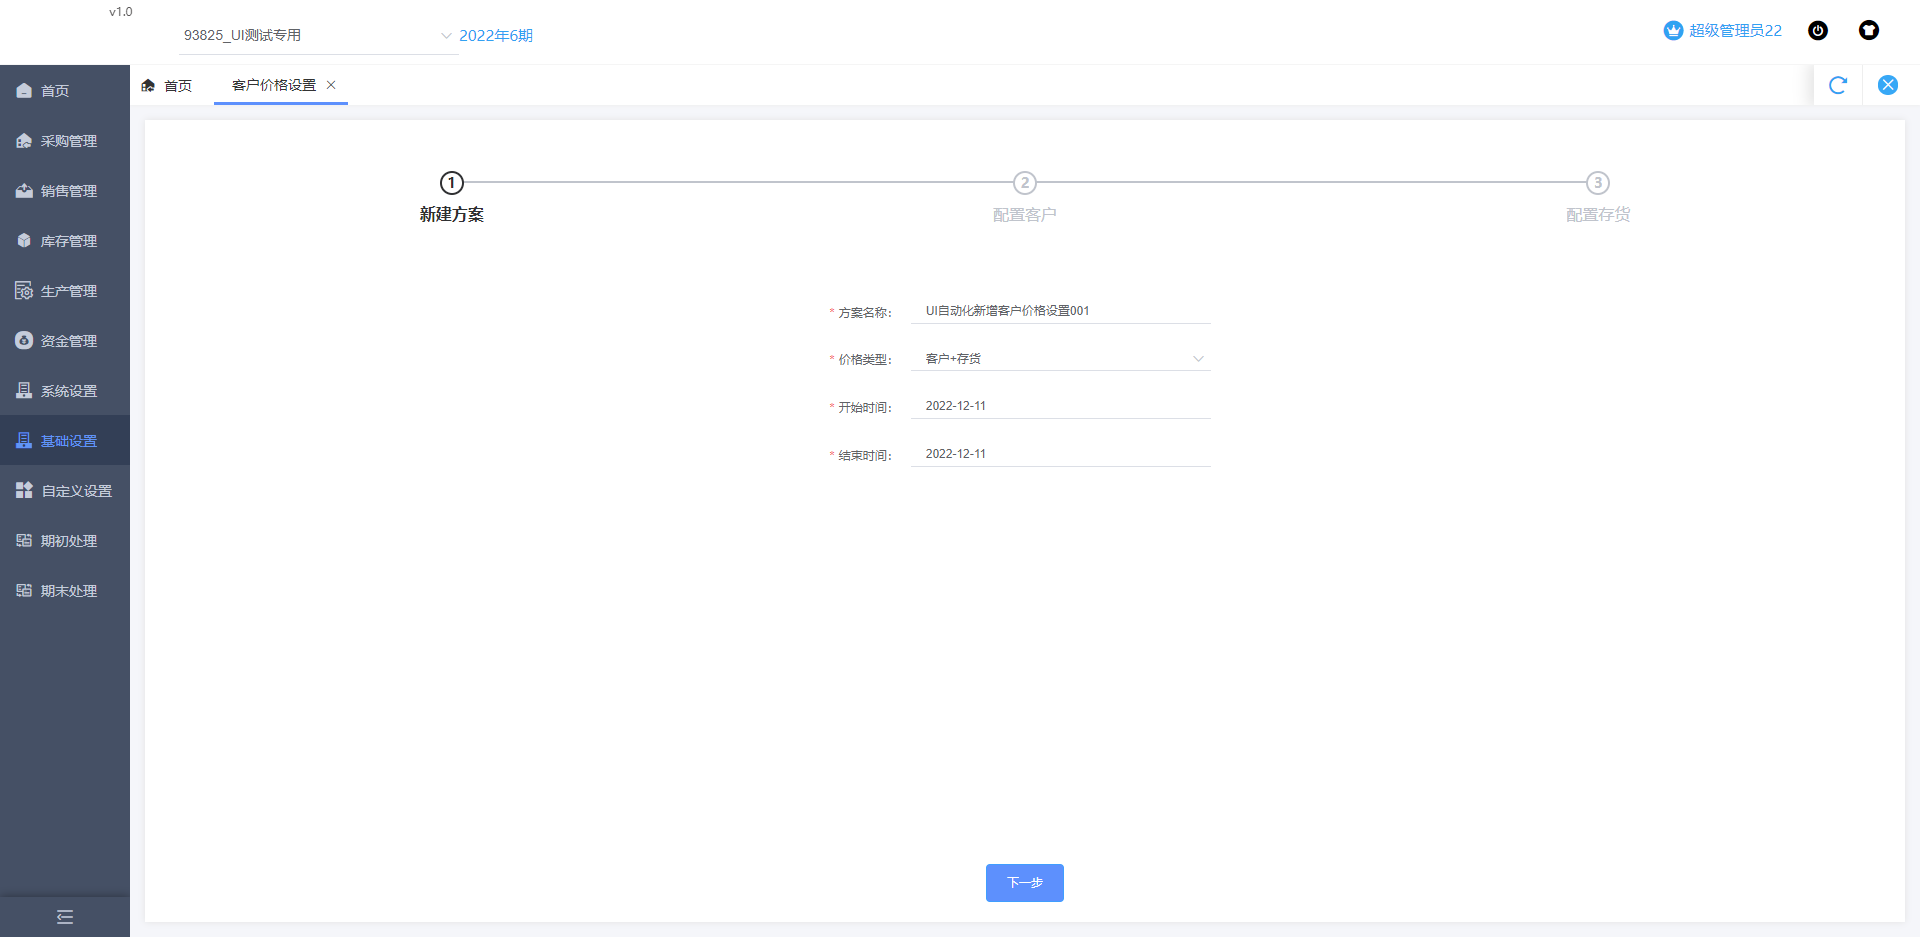 v1.0
93825_UI测试专用
2022年6期
超级管理员22
首页
采购管理
销售管理
库存管理
生产管理
资金管理
系统设置
基础设置
自定义设置
期初处理
期末处理
首页
客户价格设置
1
新建方案
2
配置客户
3
配置存货
* 方案名称：
UI自动化新增客户价格设置001
* 价格类型：
客户+存货
* 开始时间：
2022-12-11
* 结束时间：
2022-12-11
下一步